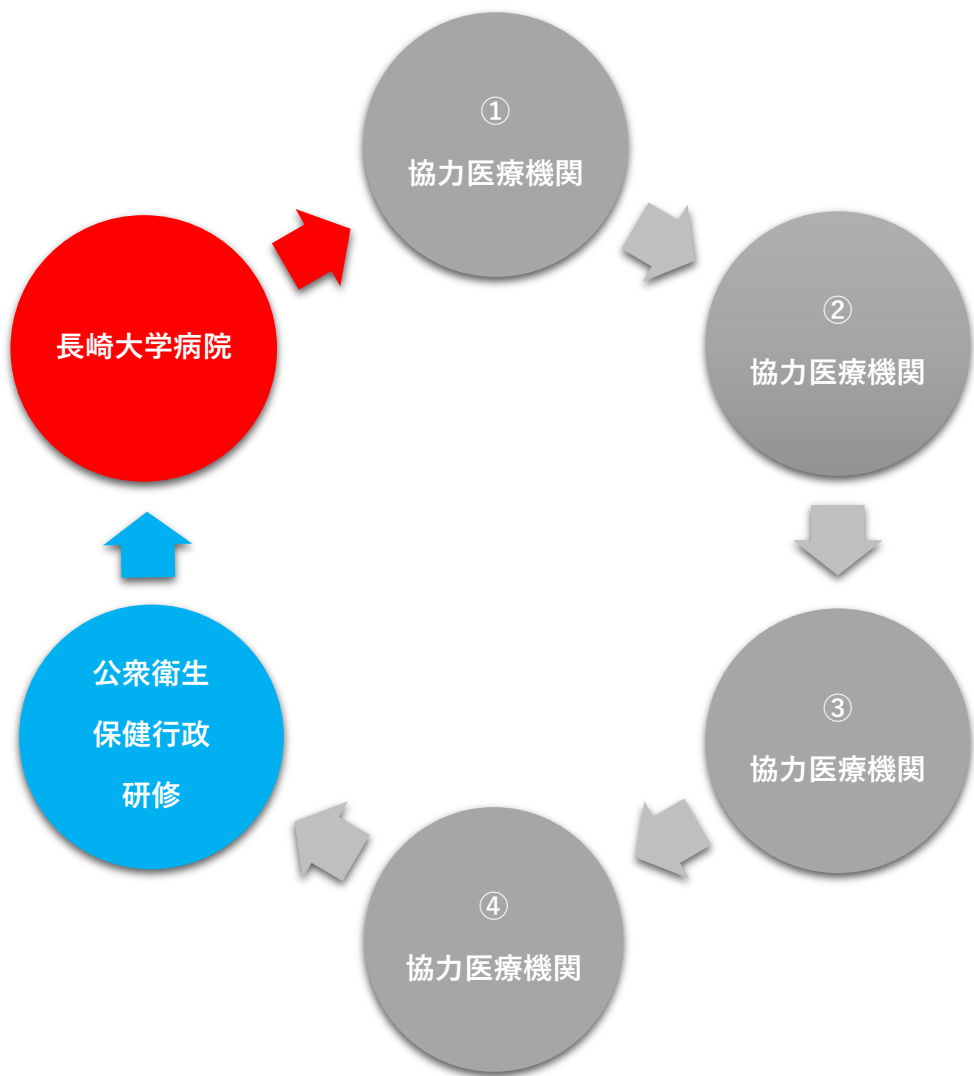 ①
協力医療機関
②
協力医療機関
長崎大学病院
公衆衛生
保健行政
研修
③
協力医療機関
④
協力医療機関